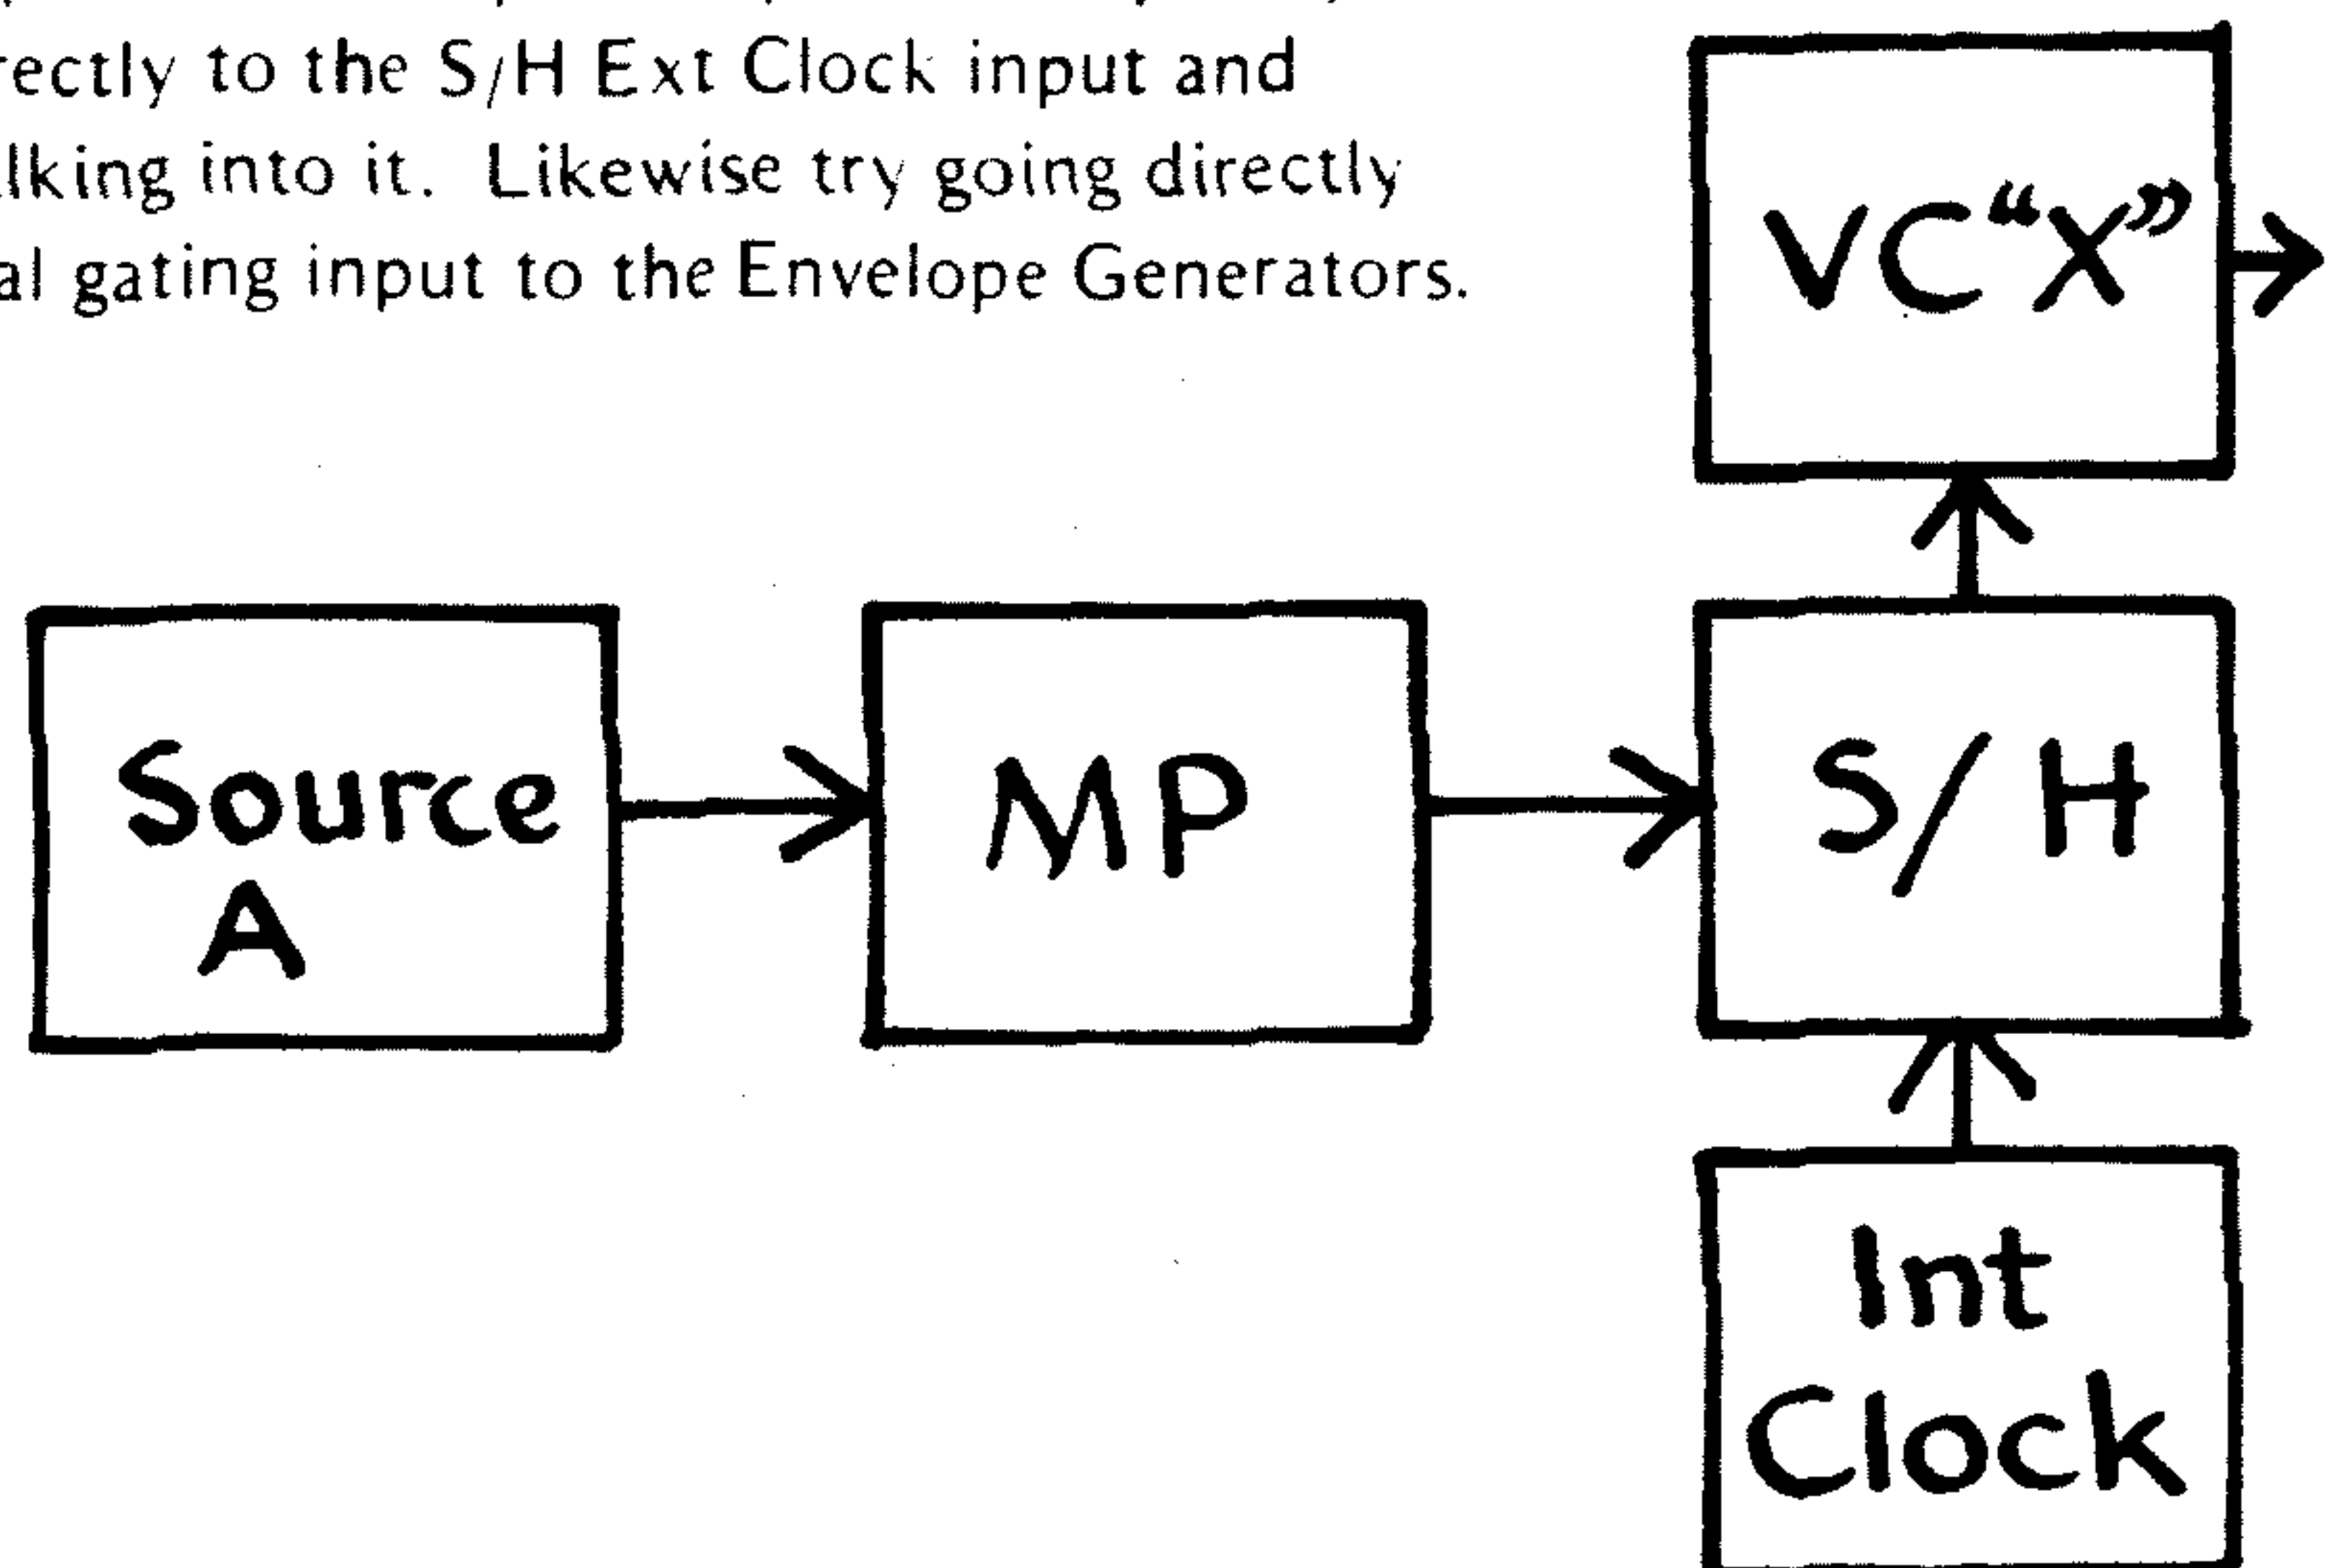 rectly to the S/H Ext Clock input and
lking into it. Likewise try going directly
al gating input to the Envelope Generators.
VC“X”
Source
A
MP
S/H
Int
Clock